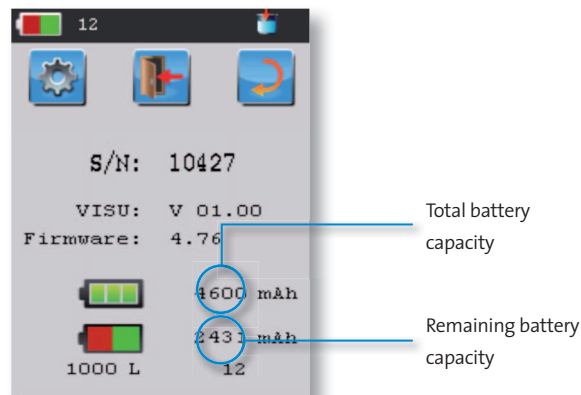 12
S/N: 10427
VISU: V 01.00
Firmware: 4.76
Total battery
capacity
4600 mAh
2431 mAh
Remaining battery
capacity
1000 L 12